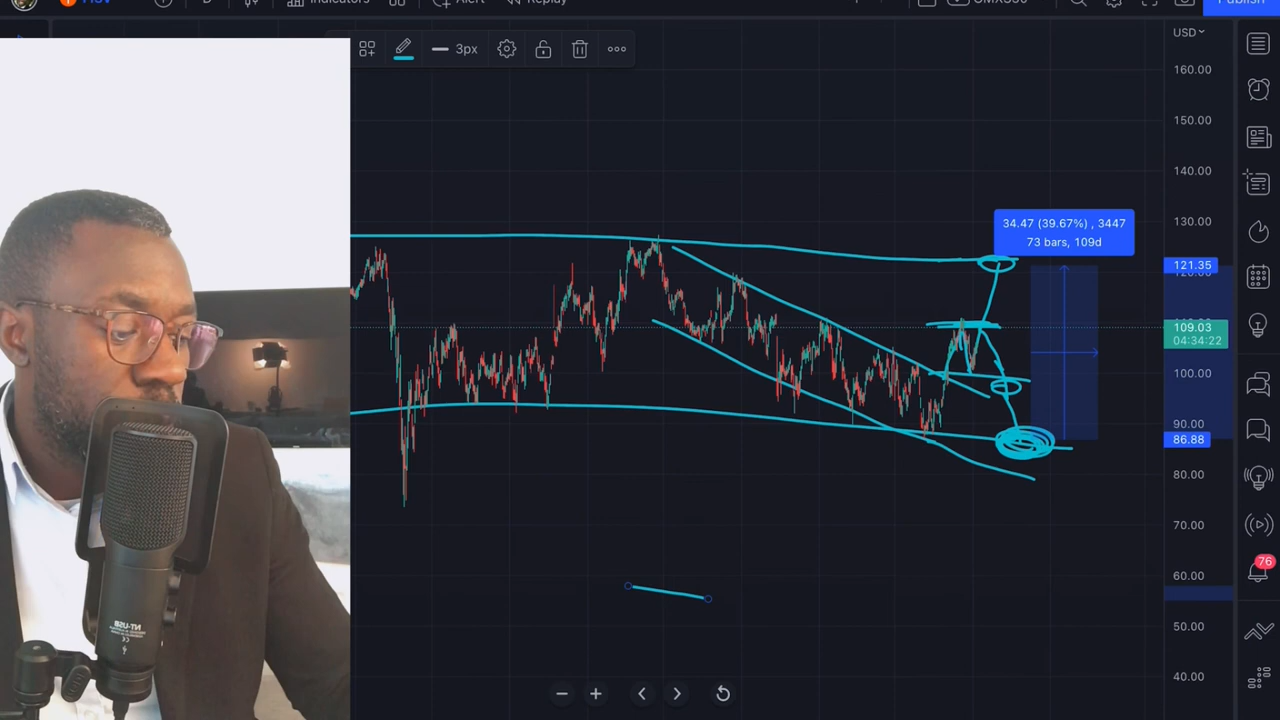 Indicators
Alert
Replay
Publish
3px
USD
160.00
150.00
140.00
130.00
34.47 (39.67%) , 3447
73 bars, 109d
121.35
109.03
04:34:22
100.00
90.00
86.88
80.00
70.00
60.00
50.00
40.00
76
NT-USB